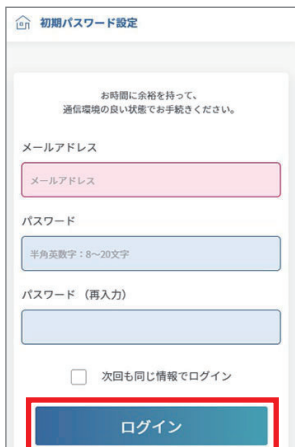 初期パスワード設定
お時間に余裕を持って、
通信環境の良い状態でお手続きください。
メールアドレス
メールアドレス
パスワード
半角英数字：8〜20文字
パスワード（再入力）
次回も同じ情報でログイン
ログイン